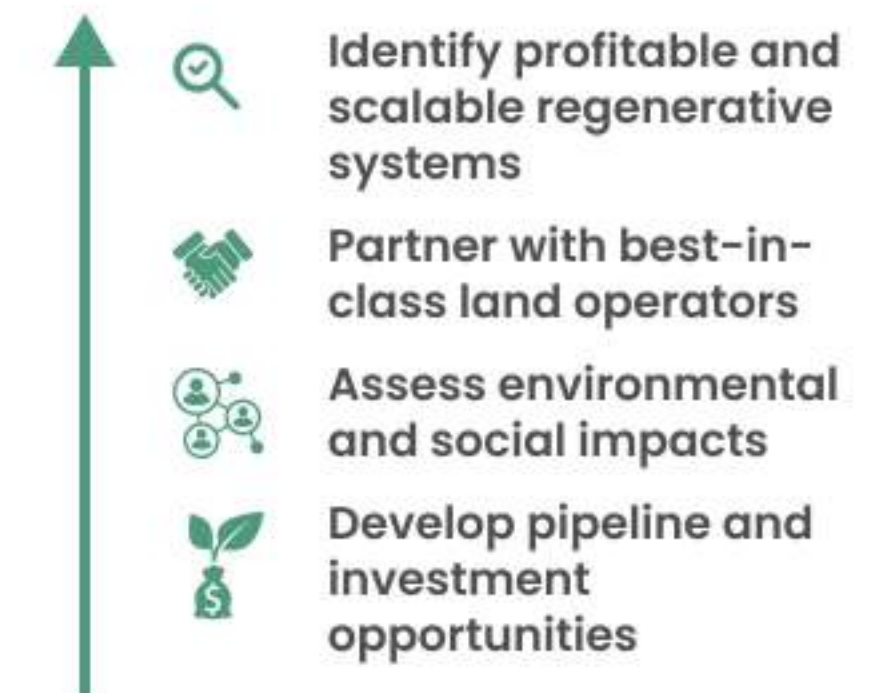 Identify profitable and
scalable regenerative
systems
Partner with best-in-
class land operators
Assess environmental
and social impacts
Develop pipeline and
investment
opportunities
$